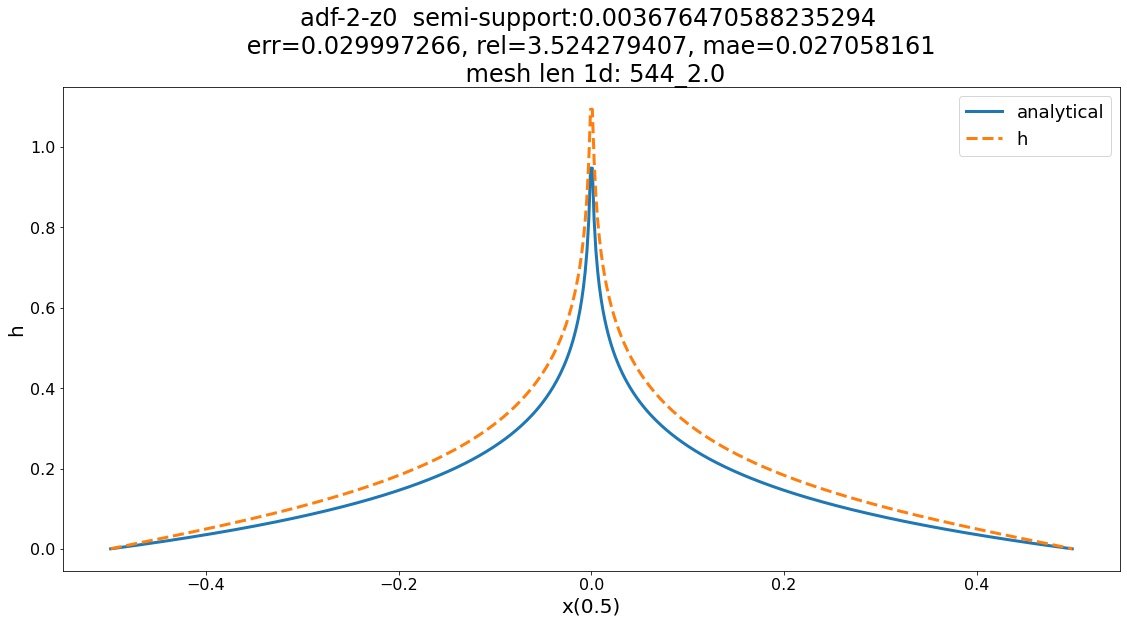 adf-2-z0  semi-support:0.003676470588235294
err=0.029997266, rel=3.524279407, mae=0.027058161
mesh len 1d: 544_2.0
analytical
h
1.0
0.8
0.6
0.4
0.2
0.0
h
−0.4
−0.2
0.0
0.2
0.4
x(0.5)